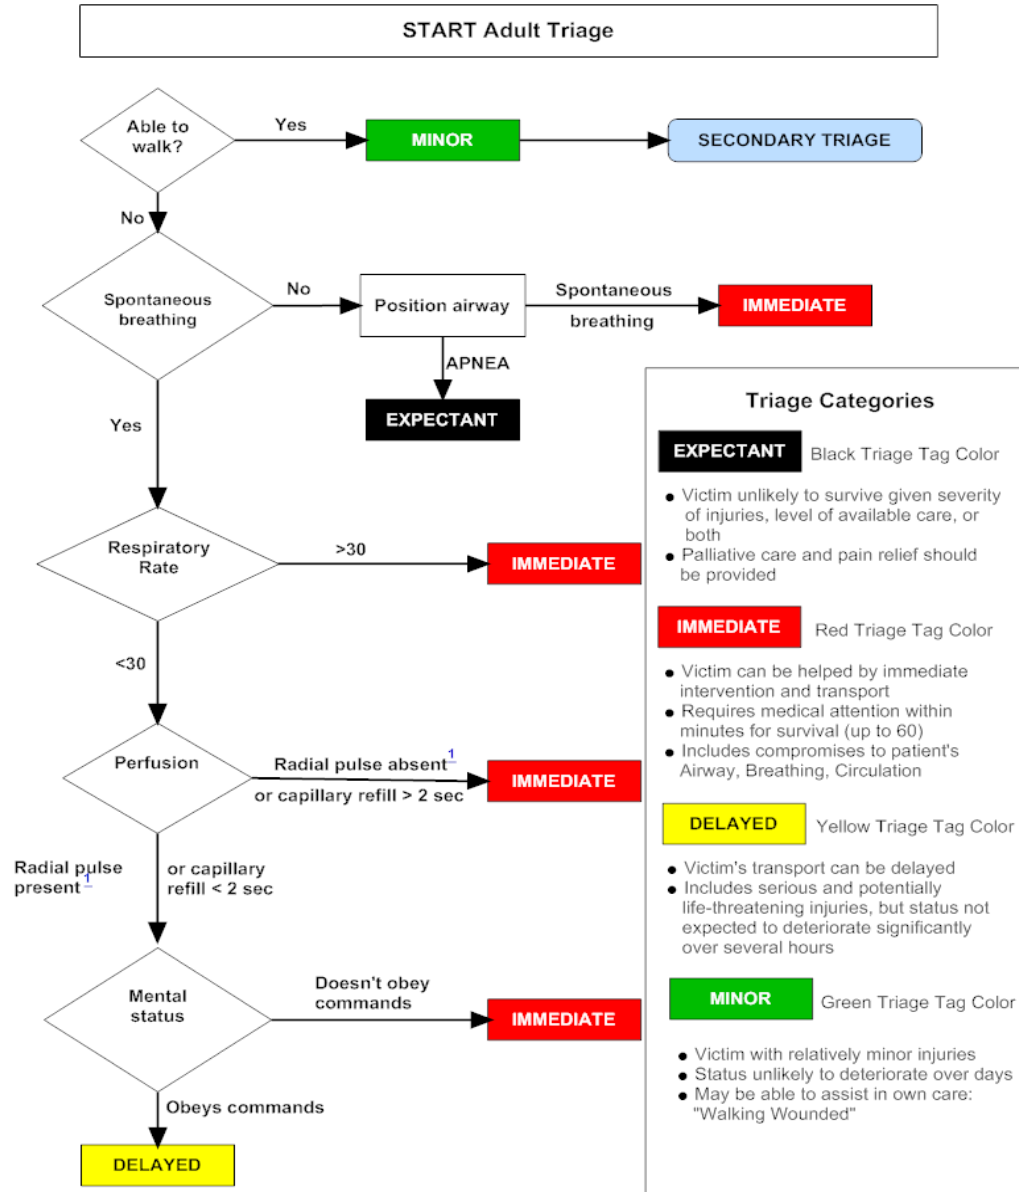 START Adult Triage
Able to
walk?
Yes
MINOR
SECONDARY TRIAGE
No
Spontaneous
breathing
No
Position airway
Spontaneous
breathing
IMMEDIATE
APNEA
EXPECTANT
Yes
Respiratory
Rate
>30
IMMEDIATE
<30
Perfusion
Radial pulse absent 1
or capillary refill > 2 sec
IMMEDIATE
Radial pulse
present 1
or capillary
refill < 2 sec
Mental
status
Doesn't obey
commands
IMMEDIATE
Obeys commands
DELAYED
Triage Categories
EXPECTANT Black Triage Tag Color
● Victim unlikely to survive given severity
of injuries, level of available care, or
both
● Palliative care and pain relief should
be provided
IMMEDIATE Red Triage Tag Color
● Victim can be helped by immediate
intervention and transport
● Requires medical attention within
minutes for survival (up to 60)
● Includes compromises to patient's
Airway, Breathing, Circulation
DELAYED Yellow Triage Tag Color
● Victim's transport can be delayed
● Includes serious and potentially
life-threatening injuries, but status not
expected to deteriorate significantly
over several hours
MINOR Green Triage Tag Color
● Victim with relatively minor injuries
● Status unlikely to deteriorate over days
● May be able to assist in own care:
"Walking Wounded"